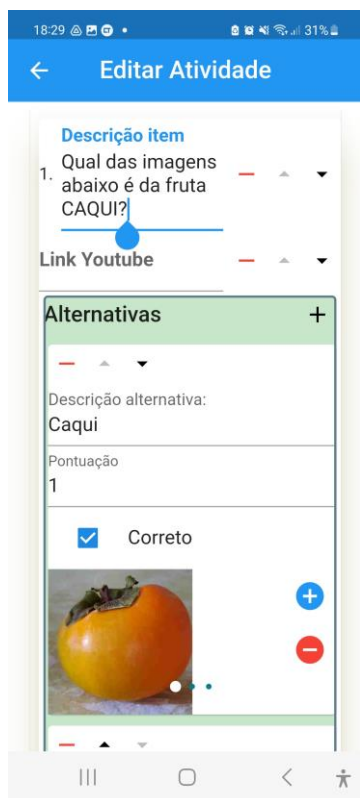 18:29 31%
Editar Atividade
Descrição item
1. Qual das imagens
abaixo é da fruta
CAQUI?
Link Youtube
Alternativas +
Descrição alternativa:
Caqui
Pontuação
1
Correto